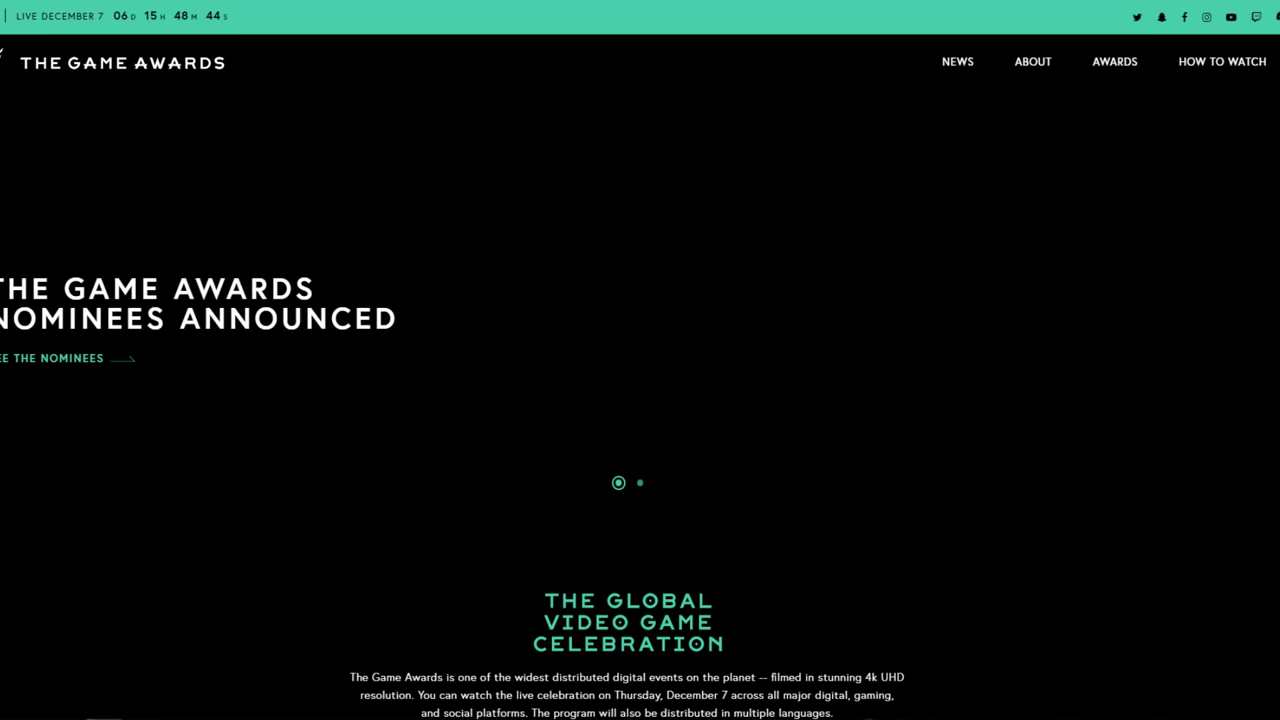 LIVE DECEMBER 7 06 D 15 H 48 M 44 S
THE GAME AWARDS
NEWS ABOUT AWARDS HOW TO WATCH
THE GAME AWARDS
NOMINEES ANNOUNCED
EE THE NOMINEES
THE GLOBAL
VIDEO GAME
CELEBRATION
The Game Awards is one of the widest distributed digital events on the planet -- filmed in stunning 4k UHD
resolution. You can watch the live celebration on Thursday, December 7 across all major digital, gaming,
and social platforms. The program will also be distributed in multiple languages.